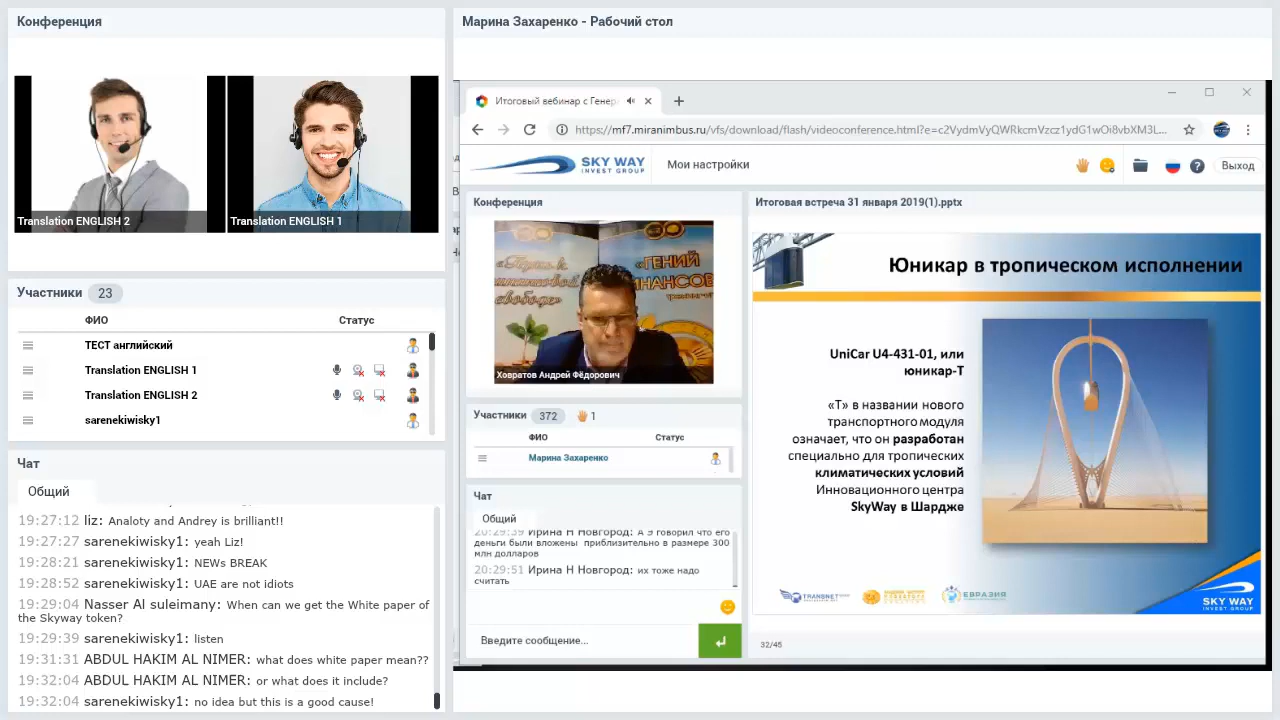 Конференция
Translation ENGLISH 2
Translation ENGLISH 1
Участники 23
ФИО Статус
ТЕСТ английский
Translation ENGLISH 1
Translation ENGLISH 2
sarenekiwisky1
Чат
Общий
19:27:12 liz: Analoty and Andrey is brilliant!!
19:27:27 sarenekiwisky1: yeah Liz!
19:28:21 sarenekiwisky1: NEWs BREAK
19:28:52 sarenekiwisky1: UAE are not idiots
19:29:04 Nasser Al suleimany: When can we get the White paper of
the Skyway token?
19:29:39 sarenekiwisky1: listen
19:31:31 ABDUL HAKIM AL NIMER: what does white paper mean??
19:32:04 ABDUL HAKIM AL NIMER: or what does it include?
19:32:04 sarenekiwisky1: no idea but this is a good cause!
Марина Захаренко - Рабочий стол
Итоговый вебинар с Генер
https://mf7.miranimbus.ru/vfs/download/flash/videoconference.html?e=c2VydmVyQWRkcmVzcz1ydG1wOi8vbXM3L...
SKY WAY
INVEST GROUP
Мои настройки
Выход
Конференция
«ГЕНИЙ
ФИНАНСОВ
Ховратов Андрей Фёдорович
Участники 372 1
ФИО Статус
Марина Захаренко
Чат
Общий
20:29:39 Ирина Н Новгород: А Э говорил что его
деньги были вложены приблизительно в размере 300
млн долларов
20:29:51 Ирина Н Новгород: их тоже надо
считать
Введите сообщение...
Итоговая встреча 31 января 2019(1).pptx
Юникар в тропическом исполнении
UniCar U4-431-01, или
юникар-Т
«Т» в названии нового
транспортного модуля
означает, что он разработан
специально для тропических
климатических условий
Инновационного центра
SkyWay в Шардже
TRANSNET
ЕВРАЗИЯ
SKY WAY
INVEST GROUP
32/45